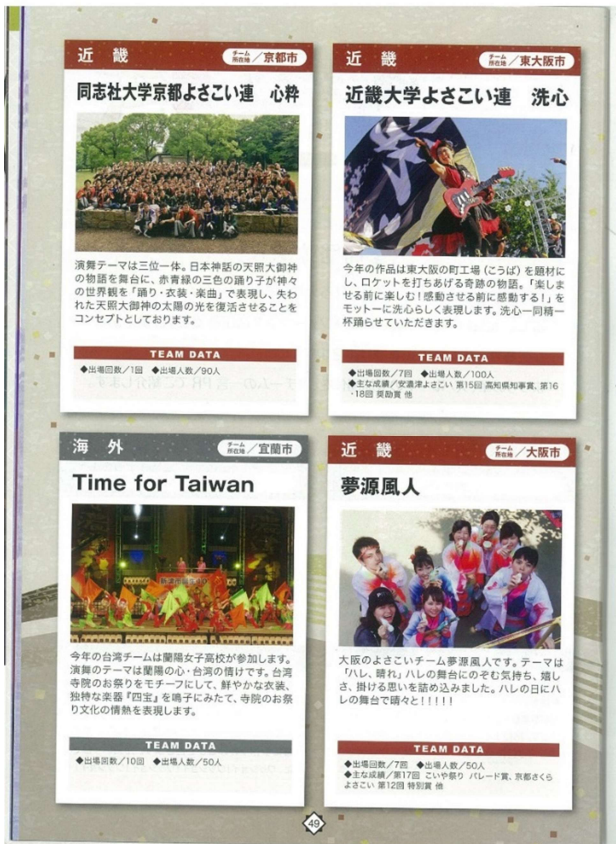 近畿 チーム所在地／京都市
同志社大学京都よさこい連 心粋
演舞テーマは三位一体。日本神話の天照大御神
の物語を舞台に、赤青緑の三色の踊り子が神々
の世界観を「踊り・衣装・楽曲」で表現し、失わ
れた天照大御神の太陽の光を復活させることを
コンセプトとしております。
TEAM DATA
◆出場回数／1回 ◆出場人数／90人
近畿 チーム所在地／東大阪市
近畿大学よさこい連 洗心
今年の作品は東大阪の町工場（こうば）を題材に
し、ロケットを打ちあげる奇跡の物語。「楽しま
せる前に楽しむ！感動させる前に感動する！」を
モットーに洗心らしく表現します。洗心一同精一
杯踊らせていただきます。
TEAM DATA
◆出場回数／7回 ◆出場人数／100人
◆主な成績／安濃津よさこい 第15回 高知県知事賞、第16
・18回 奨励賞 他
海外 チーム所在地／宜蘭市
Time for Taiwan
今年の台湾チームは蘭陽女子高校が参加します。
演舞のテーマは蘭陽の心・台湾の情けです。台湾
寺院のお祭りをモチーフにして、鮮やかな衣装、
独特な楽器『四宝』を鳴子にみたて、寺院のお祭
り文化の情熱を表現します。
TEAM DATA
◆出場回数／10回 ◆出場人数／50人
近畿 チーム所在地／大阪市
夢源風人
大阪のよさこいチーム夢源風人です。テーマは
「ハレ、晴れ」ハレの舞台にのぞむ気持ち、嬉し
さ、掛ける思いを詰め込みました。ハレの日にハ
レの舞台で晴々と！！！！！
TEAM DATA
◆出場回数／7回 ◆出場人数／50人
◆主な成績／第17回 こいや祭り パレード賞、京都さくら
よさこい 第12回 特別賞 他
49